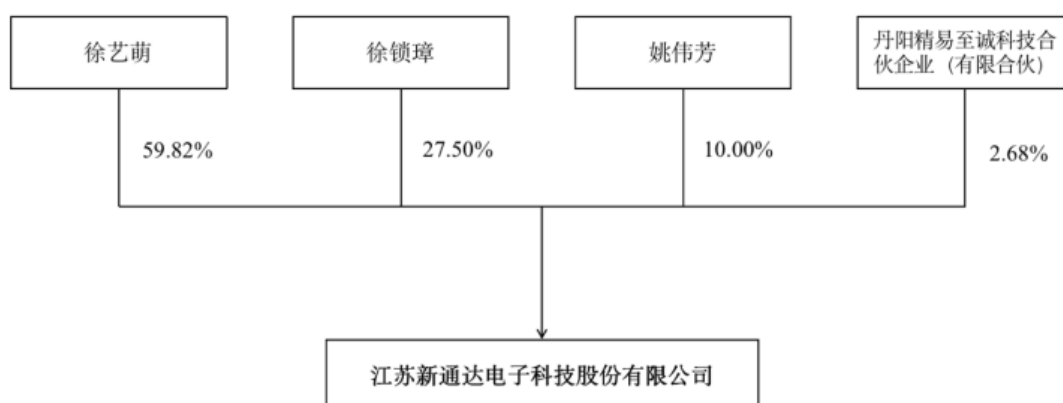 徐艺萌
徐锁璋
姚伟芳
丹阳精易至诚科技合
伙企业（有限合伙）
59.82%
27.50%
10.00%
2.68%
江苏新通达电子科技股份有限公司